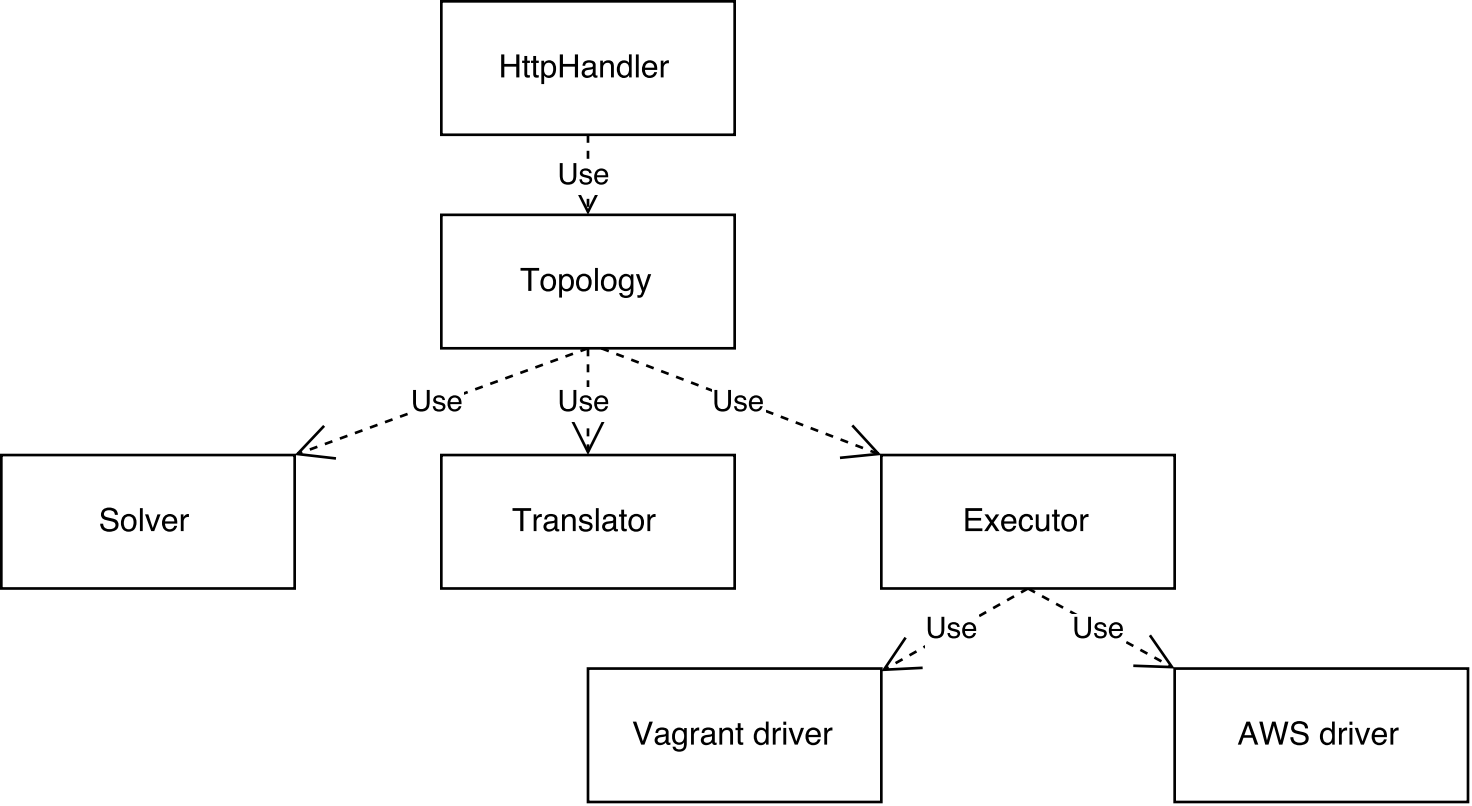 HttpHandler
Use
Topology
Use Use Use
Solver Translator Executor
Use Use
Vagrant driver AWS driver